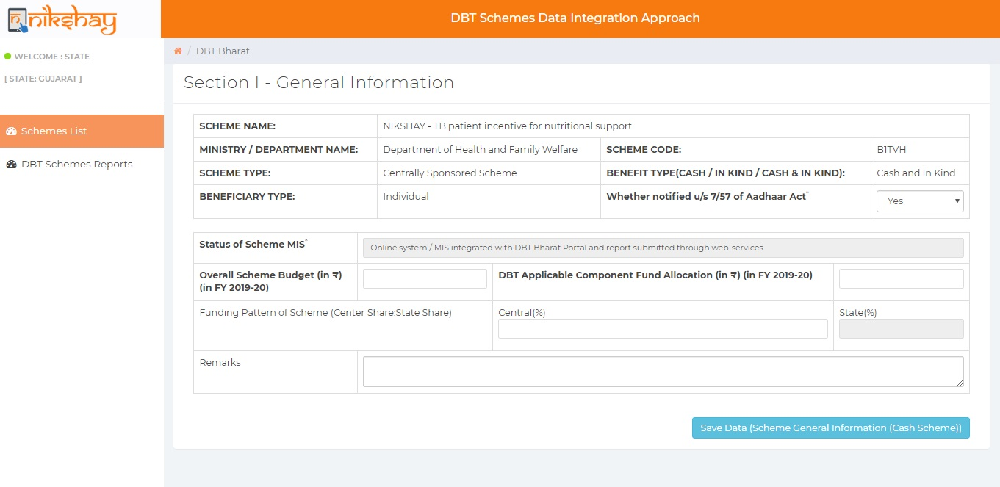 nikshay
DBT Schemes Data Integration Approach
WELCOME : STATE
[ STATE: GUJARAT ]
Schemes List
DBT Schemes Reports
/ DBT Bharat
Section I - General Information
SCHEME NAME: NIKSHAY - TB patient incentive for nutritional support
MINISTRY / DEPARTMENT NAME: Department of Health and Family Welfare SCHEME CODE: B1TVH
SCHEME TYPE: Centrally Sponsored Scheme BENEFIT TYPE(CASH / IN KIND / CASH & IN KIND): Cash and In Kind
BENEFICIARY TYPE: Individual Whether notified u/s 7/57 of Aadhaar Act* Yes
Status of Scheme MIS* Online system / MIS integrated with DBT Bharat Portal and report submitted through web-services
Overall Scheme Budget (in ₹) DBT Applicable Component Fund Allocation (in ₹) (in FY 2019-20)
(in FY 2019-20)
Funding Pattern of Scheme (Center Share:State Share) Central(%) State(%)
Remarks
Save Data (Scheme General Information (Cash Scheme))